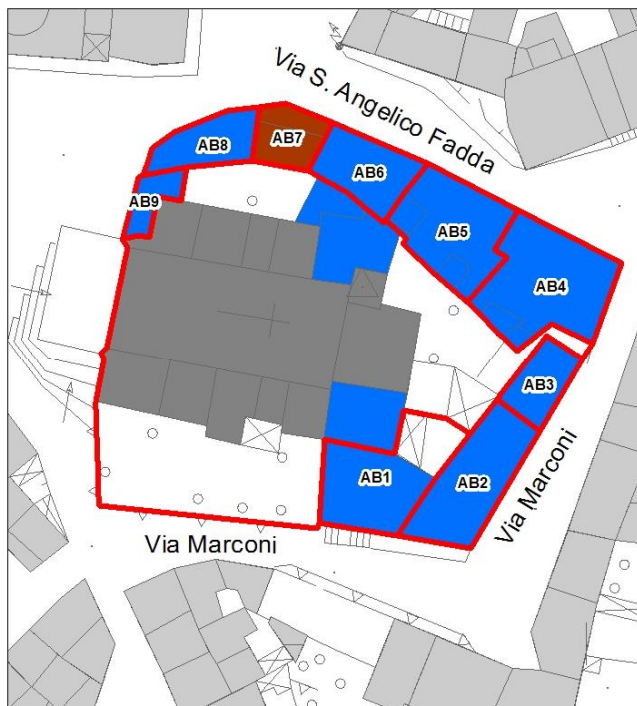 Via S. Angelico Fadda
AB7
AB8
AB6
AB9
AB5
AB4
AB3
AB1
AB2
Via Marconi
Via Marconi